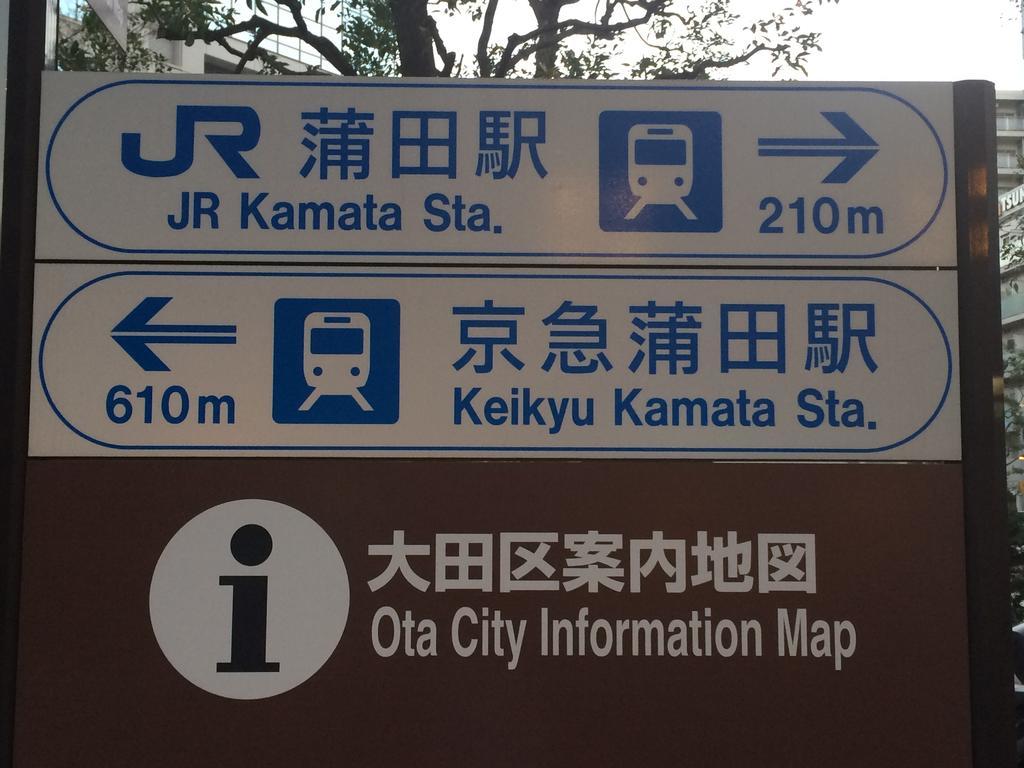 JR 蒲田駅
JR Kamata Sta.
210m
京急蒲田駅
610m
Keikyu Kamata Sta.
i
大田区案内地図
Ota City Information Map